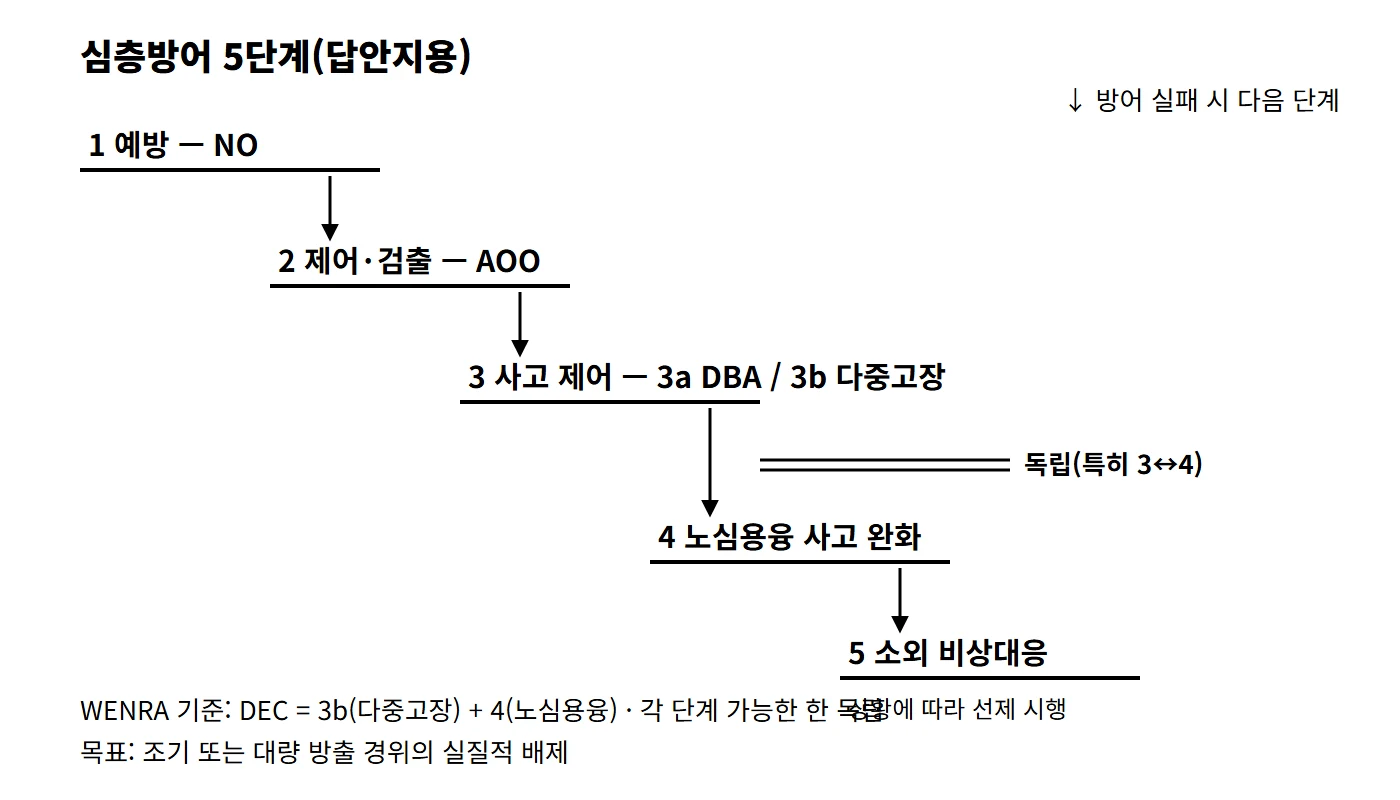 심층방어 5단계(답안지용)
↓ 방어 실패 시 다음 단계
1 예방 — NO
2 제어·검출 — AOO
3 사고 제어 — 3a DBA / 3b 다중고장
독립(특히 3↔4)
4 노심용융 사고 완화
5 소외 비상대응
WENRA 기준: DEC = 3b(다중고장) + 4(노심용융) · 각 단계 가능한 한 독립
상황에 따라 선제 시행
목표: 조기 또는 대량 방출 경위의 실질적 배제